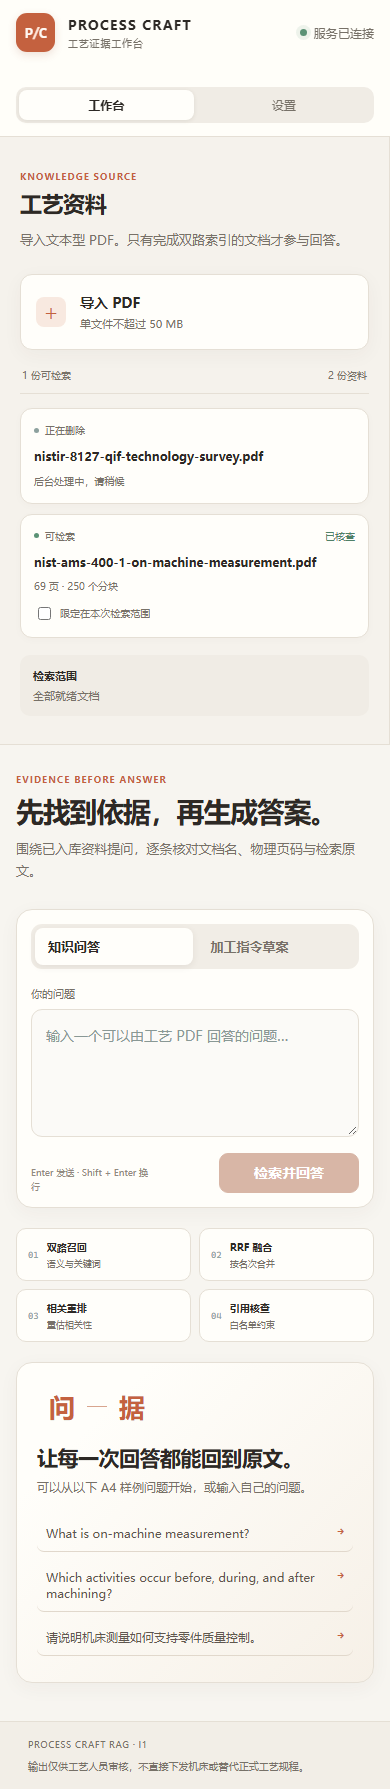 P/C
PROCESS CRAFT
工艺证据工作台
服务已连接
工作台
设置
KNOWLEDGE SOURCE
工艺资料
导入文本型 PDF。只有完成双路索引的文档才参与回答。
+
导入 PDF
单文件不超过 50 MB
1 份可检索
2 份资料
正在删除
nistir-8127-qif-technology-survey.pdf
后台处理中，请稍候
可检索
已核查
nist-ams-400-1-on-machine-measurement.pdf
69 页 · 250 个分块
限定在本次检索范围
检索范围
全部就绪文档
EVIDENCE BEFORE ANSWER
先找到依据，再生成答案。
围绕已入库资料提问，逐条核对文档名、物理页码与检索原
文。
知识问答
加工指令草案
你的问题
输入一个可以由工艺 PDF 回答的问题...
Enter 发送 · Shift + Enter 换
行
检索并回答
01
双路召回
语义与关键词
02
RRF 融合
按名次合并
03
相关重排
重估相关性
04
引用核查
白名单约束
问 — 据
让每一次回答都能回到原文。
可以从以下 A4 样例问题开始，或输入自己的问题。
What is on-machine measurement? →
Which activities occur before, during, and after →
machining?
请说明机床测量如何支持零件质量控制。 →
PROCESS CRAFT RAG · I1
输出仅供工艺人员审核，不直接下发机床或替代正式工艺规程。